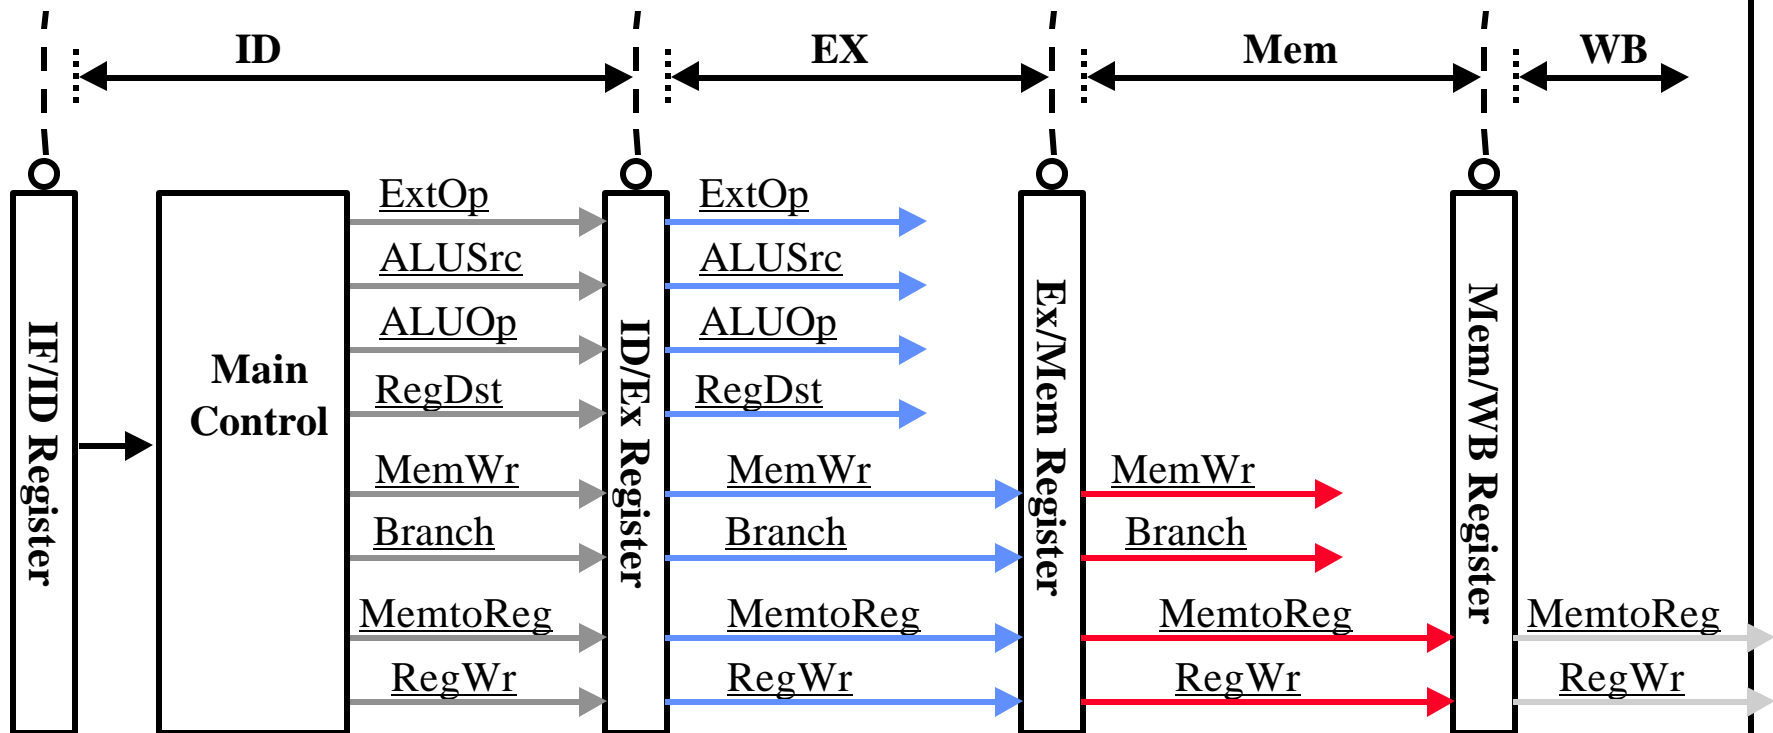 ID
EX
Mem
WB
IF/ID Register
Main
Control
ExtOp
ALUSrc
ALUOp
RegDst
MemWr
Branch
MemtoReg
RegWr
ID/Ex Register
ExtOp
ALUSrc
ALUOp
RegDst
MemWr
Branch
MemtoReg
RegWr
Ex/Mem Register
MemWr
Branch
MemtoReg
RegWr
Mem/WB Register
MemtoReg
RegWr